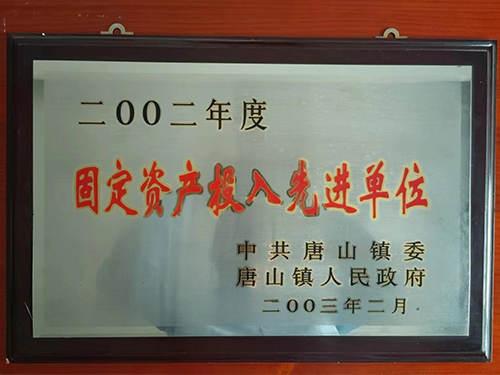 二00二年度
固定资产投入先进单位
中共唐山镇委
唐山镇人民政府
二00三年二月